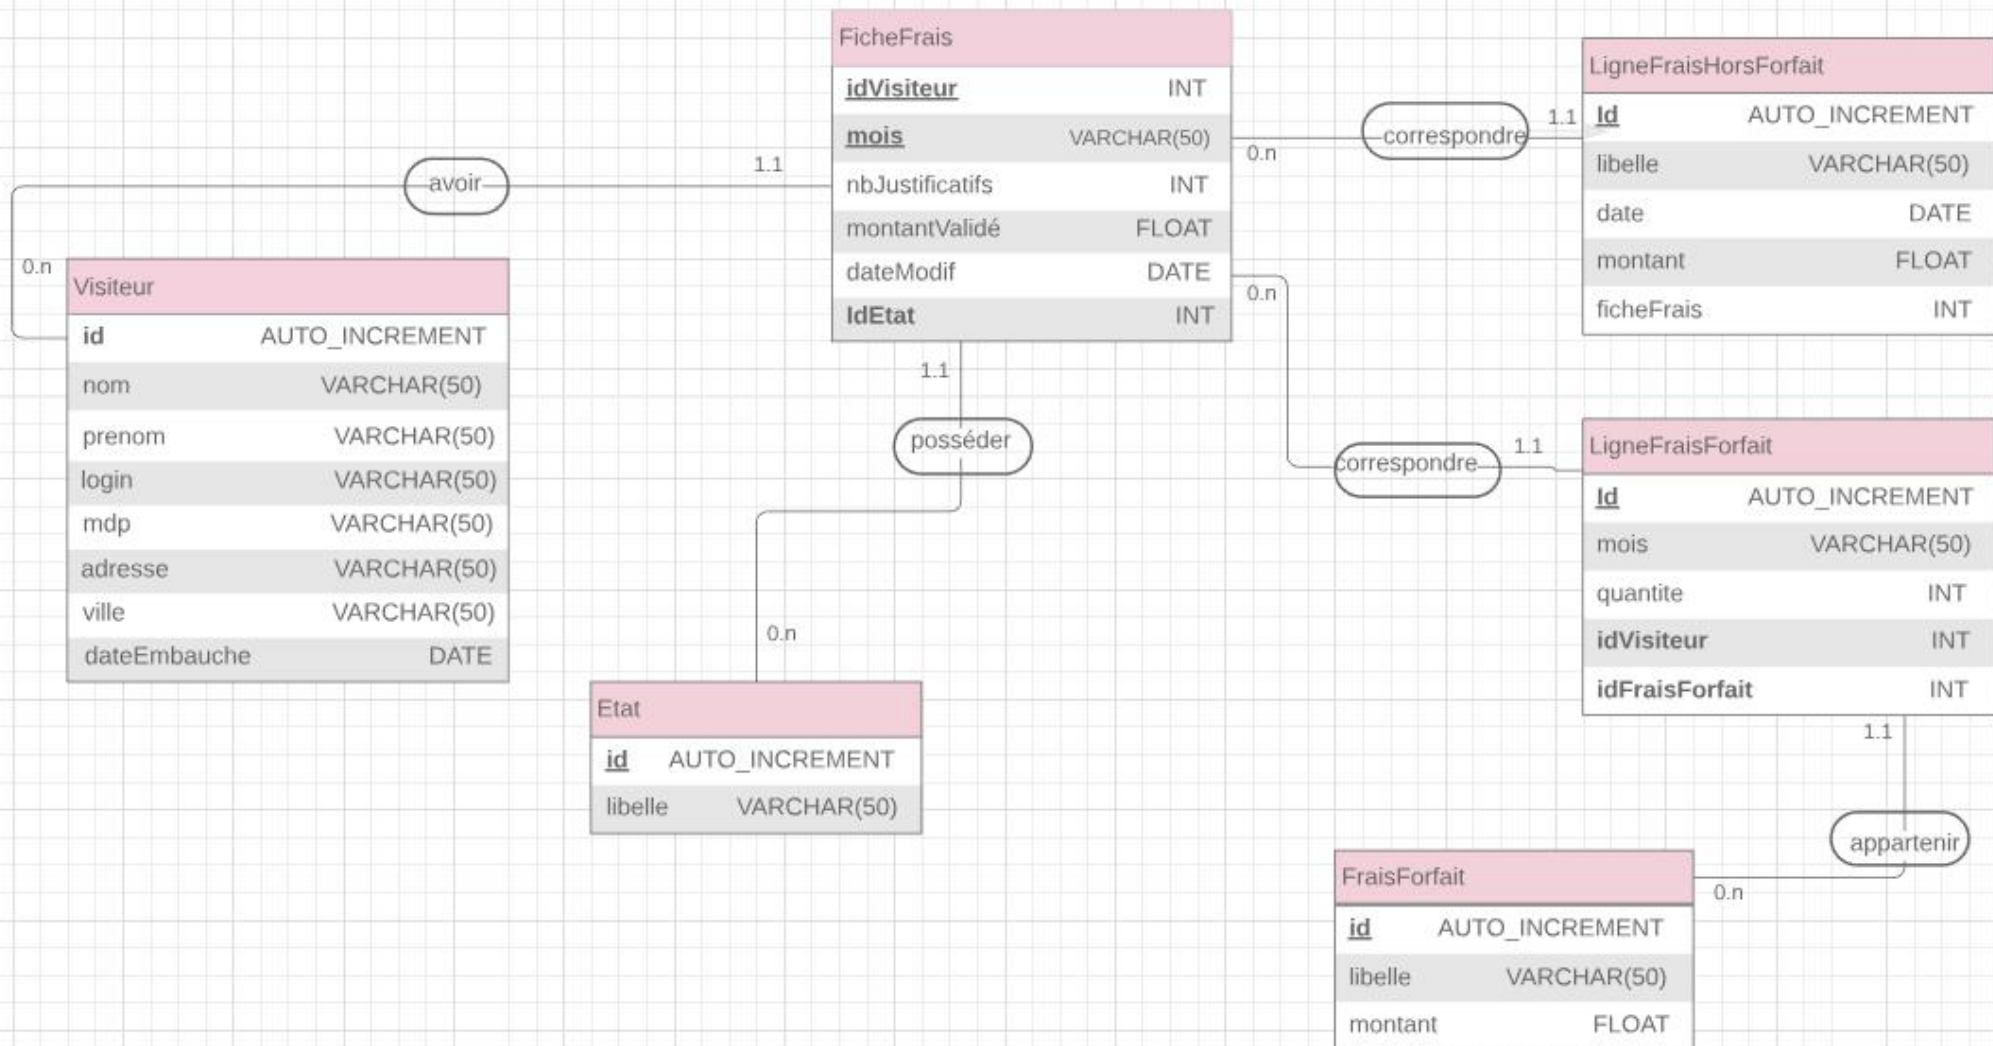 FicheFrais
idVisiteur INT
mois VARCHAR(50)
nbJustificatifs INT
montantValidé FLOAT
dateModif DATE
IdEtat INT
LigneFraisHorsForfait
Id AUTO_INCREMENT
libelle VARCHAR(50)
date DATE
montant FLOAT
ficheFrais INT
correspondre
1.1
0.n
avoir
1.1
0.n
Visiteur
id AUTO_INCREMENT
nom VARCHAR(50)
prenom VARCHAR(50)
login VARCHAR(50)
mdp VARCHAR(50)
adresse VARCHAR(50)
ville VARCHAR(50)
dateEmbauche DATE
0.n
1.1
posséder
0.n
correspondre
1.1
LigneFraisForfait
Id AUTO_INCREMENT
mois VARCHAR(50)
quantite INT
idVisiteur INT
idFraisForfait INT
Etat
id AUTO_INCREMENT
libelle VARCHAR(50)
1.1
appartenir
0.n
FraisForfait
id AUTO_INCREMENT
libelle VARCHAR(50)
montant FLOAT